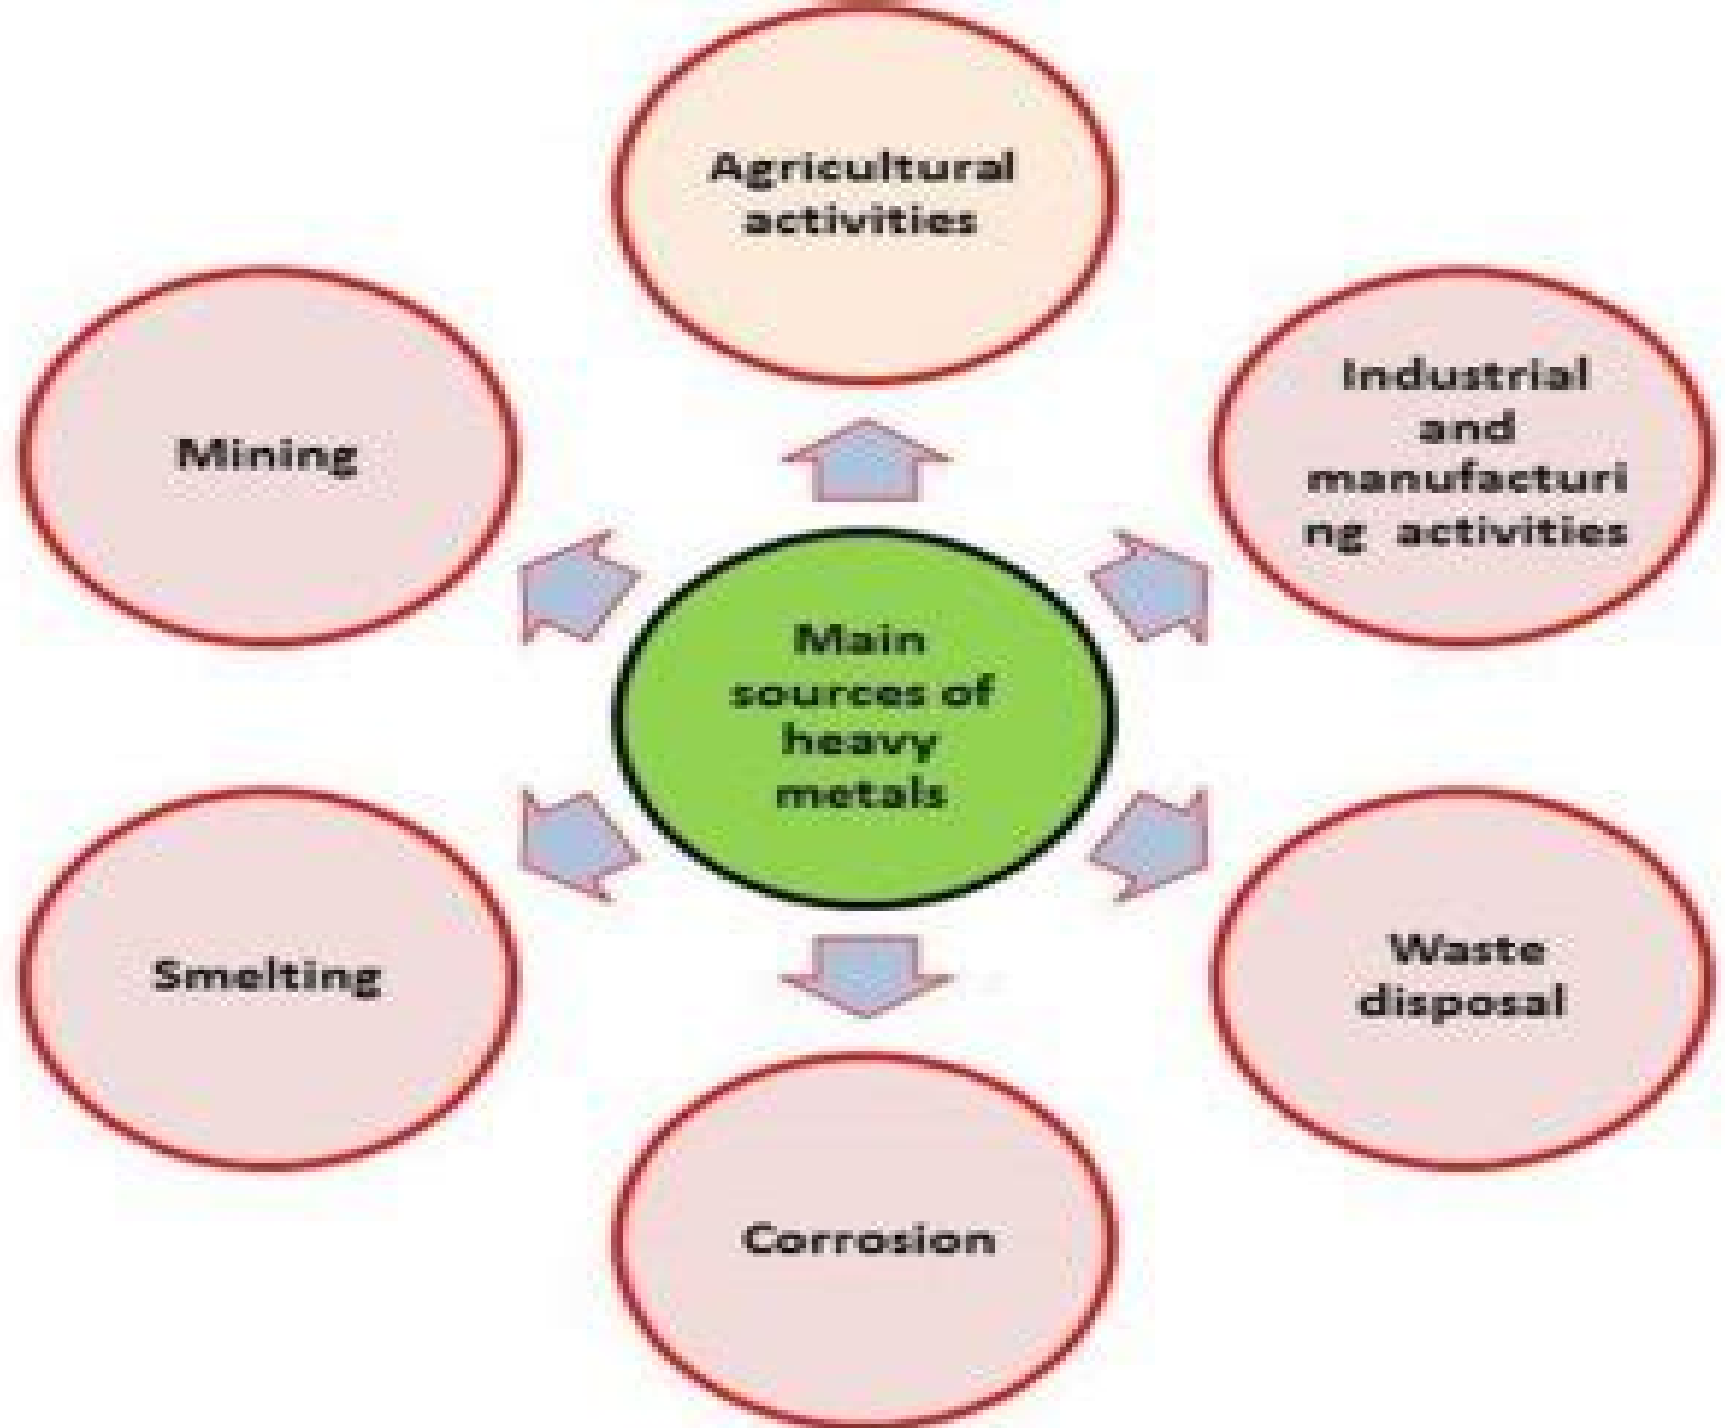 Agricultural
activities
Industrial
and
manufacturi
ng activities
Mining
Main
sources of
heavy
metals
Waste
disposal
Smelting
Corrosion